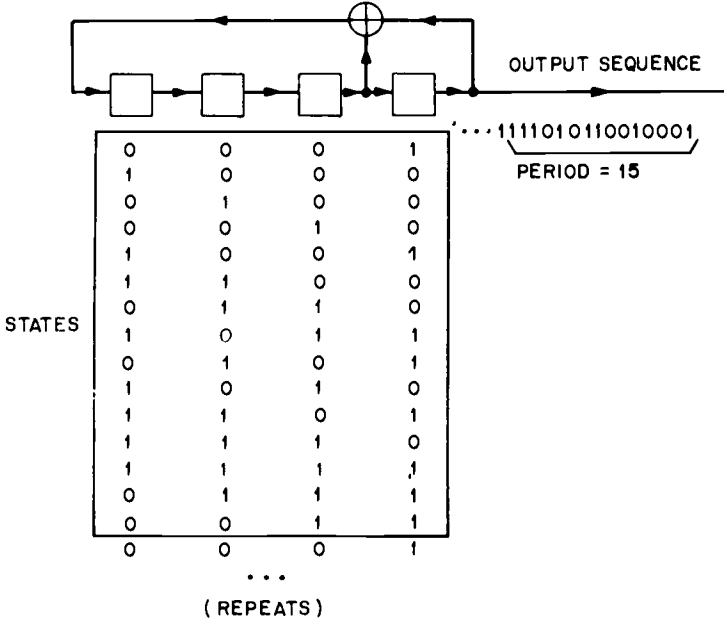 OUTPUT SEQUENCE
····1111010110010001
PERIOD = 15
0 0 0 1
1 0 0 0
0 1 0 0
0 0 1 0
1 0 0 1
1 1 0 0
0 1 1 0
STATES
1 0 1 1
0 1 0 1
1 0 1 0
1 1 0 1
1 1 1 0
1 1 1 1
0 1 1 1
0 0 1 1
0 0 0 1
...
(REPEATS)